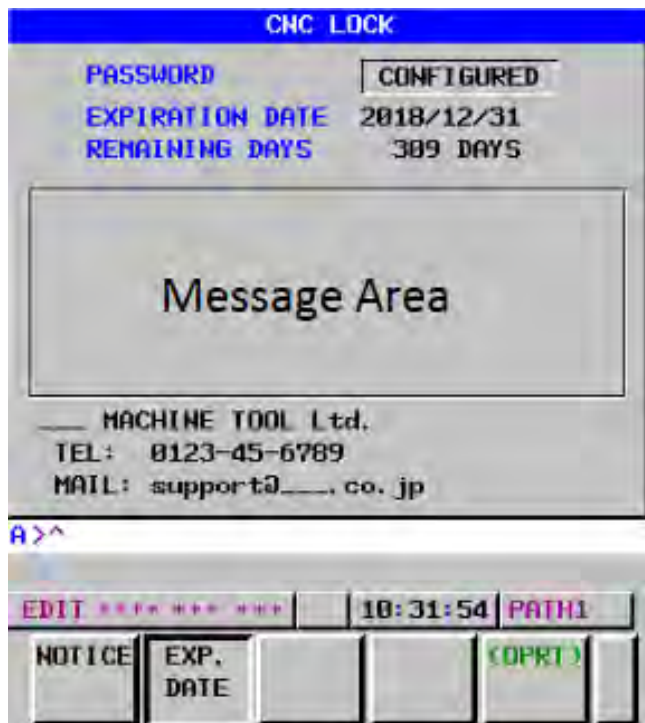 CNC LOCK
PASSWORD CONFIGURED
EXPIRATION DATE 2018/12/31
REMAINING DAYS 309 DAYS
Message Area
___ MACHINE TOOL Ltd.
TEL: 0123-45-6789
MAIL: support@___.co.jp
A>^
EDIT **** *** *** 10:31:54 PATH1
NOTICE EXP. DATE (OPRT)